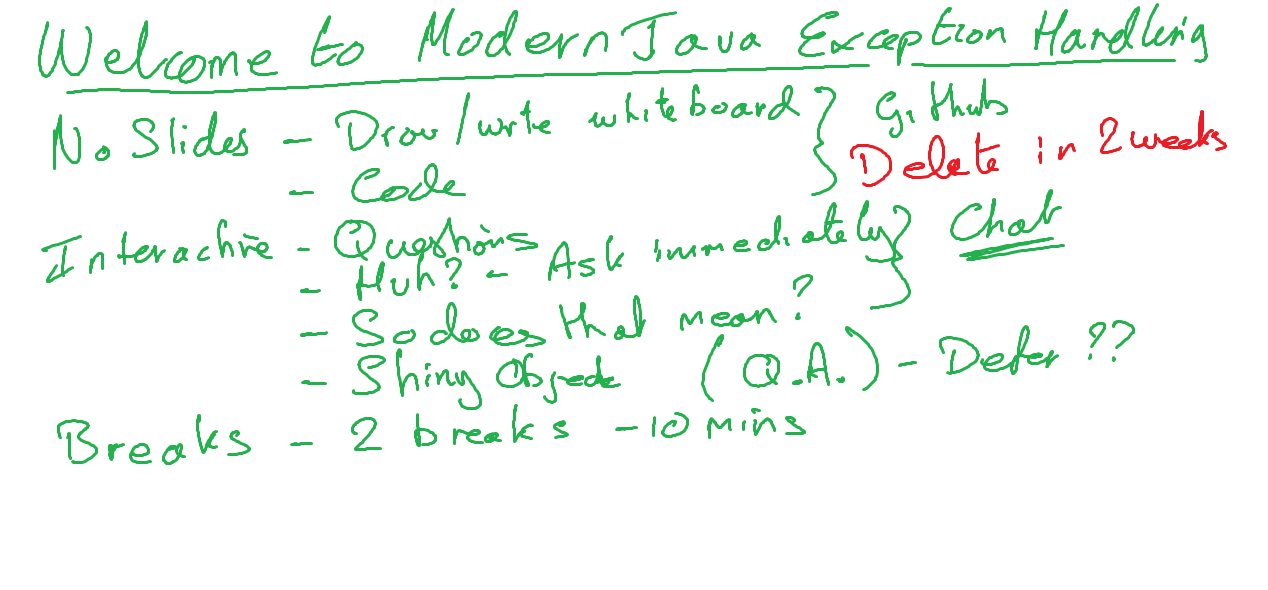 Welcome to Modern Java Exception Handling
No Slides - Draw/write whiteboard } Github
Delete in 2 weeks
- Code
Interactive - Questions
- Huh? - Ask immediately } Chat
- So does that mean?
- Shiny Objects (Q.A.) - Defer ??
Breaks - 2 breaks - 10 mins